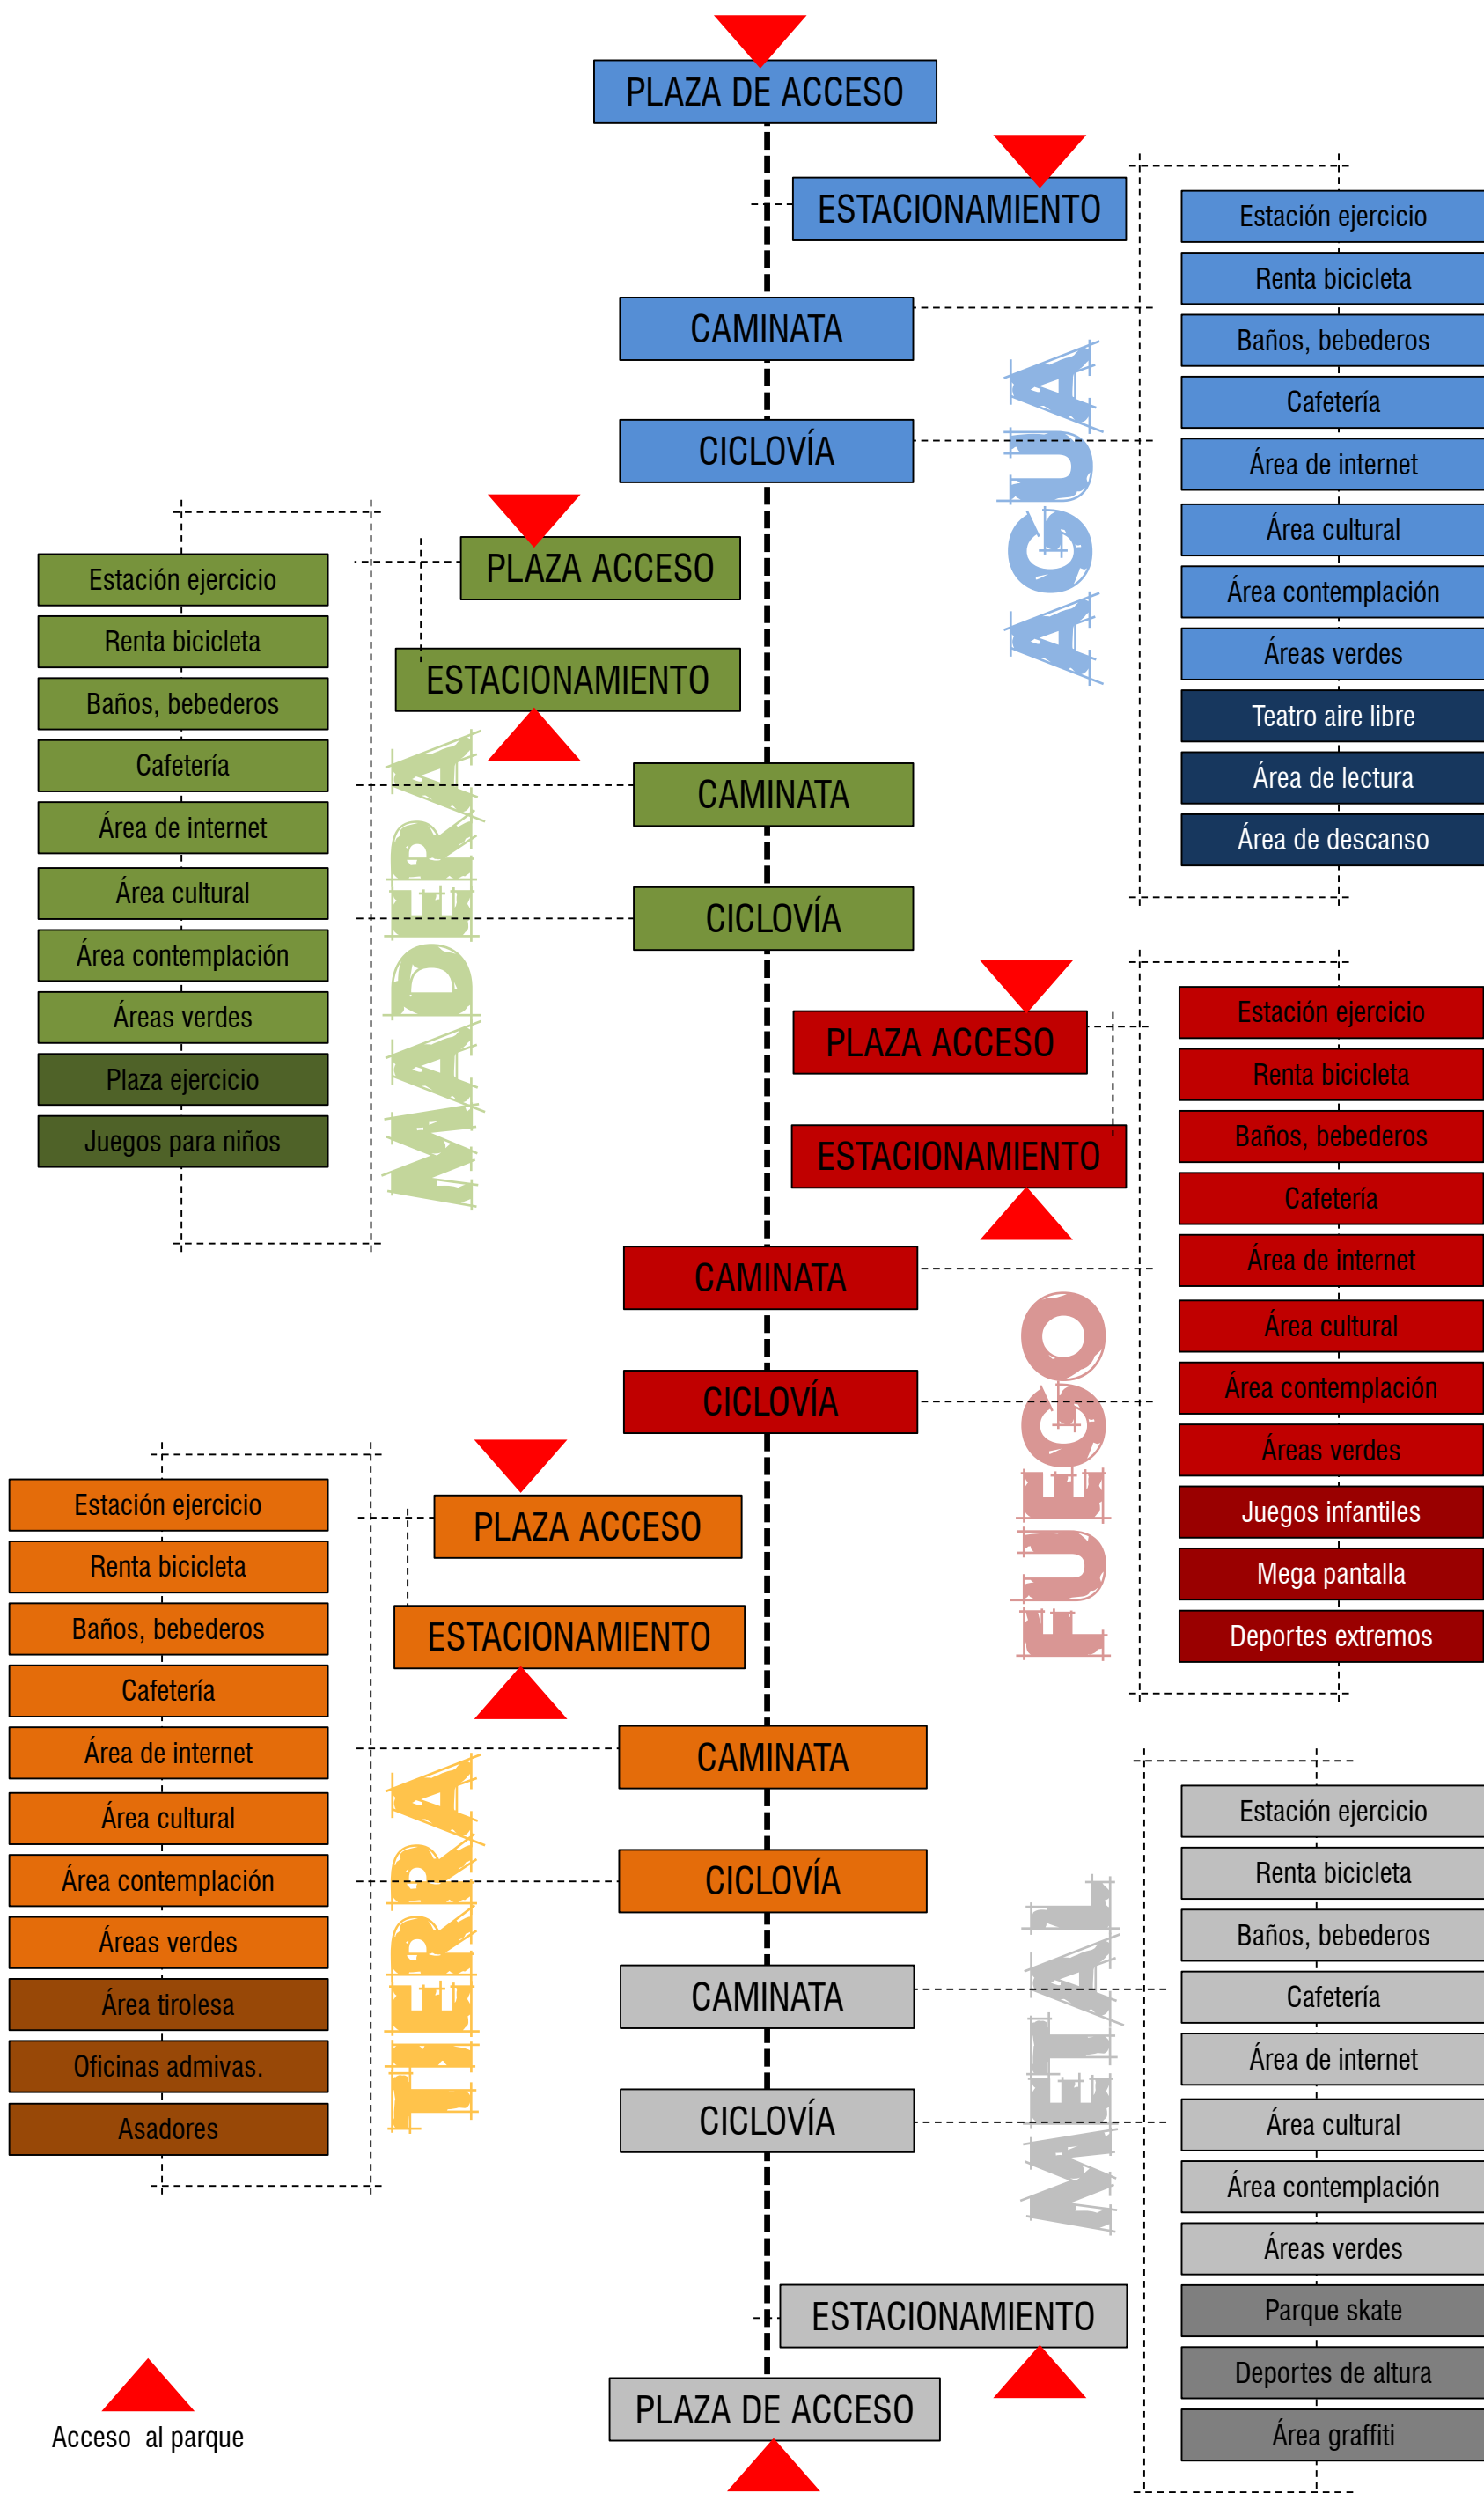 PLAZA DE ACCESO
ESTACIONAMIENTO
CAMINATA
CICLOVÍA
AGUA
Estación ejercicio
Renta bicicleta
Baños, bebederos
Cafetería
Área de internet
Área cultural
Área contemplación
Áreas verdes
Teatro aire libre
Área de lectura
Área de descanso
PLAZA ACCESO
ESTACIONAMIENTO
CAMINATA
CICLOVÍA
MADERA
Estación ejercicio
Renta bicicleta
Baños, bebederos
Cafetería
Área de internet
Área cultural
Área contemplación
Áreas verdes
Plaza ejercicio
Juegos para niños
PLAZA ACCESO
ESTACIONAMIENTO
CAMINATA
CICLOVÍA
FUEGO
Estación ejercicio
Renta bicicleta
Baños, bebederos
Cafetería
Área de internet
Área cultural
Área contemplación
Áreas verdes
Juegos infantiles
Mega pantalla
Deportes extremos
PLAZA ACCESO
ESTACIONAMIENTO
CAMINATA
CICLOVÍA
TIERRA
Estación ejercicio
Renta bicicleta
Baños, bebederos
Cafetería
Área de internet
Área cultural
Área contemplación
Áreas verdes
Área tirolesa
Oficinas admivas.
Asadores
CAMINATA
CICLOVÍA
METAL
Estación ejercicio
Renta bicicleta
Baños, bebederos
Cafetería
Área de internet
Área cultural
Área contemplación
Áreas verdes
Parque skate
Deportes de altura
Área graffiti
ESTACIONAMIENTO
PLAZA DE ACCESO
Acceso al parque